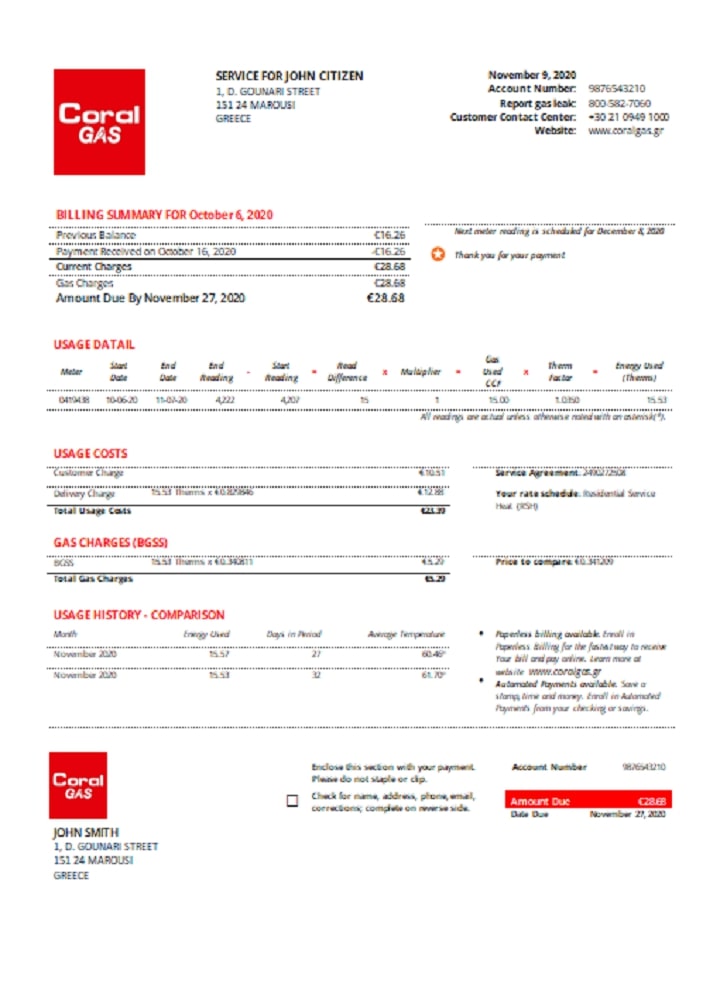 Coral
GAS
SERVICE FOR JOHN CITIZEN
1, D. GOUNARI STREET
151 24 MAROUSI
GREECE
November 9, 2020
Account Number: 9876543210
Report gas leak: 800-582-7060
Customer Contact Center: +30 21 0949 1000
Website: www.coralgas.gr
BILLING SUMMARY FOR October 6, 2020
Previous Balance €16.26
Payment Received on October 16, 2020 -€16.26
Current Charges €28.68
Gas Charges €28.68
Amount Due By November 27, 2020 €28.68
Next meter reading is scheduled for December 8, 2020
Thank you for your payment
USAGE DATAIL
Meter Start Date End Date End Reading - Start Reading = Read Difference x Multiplier = Gas Used CCF x Therm Factor = Energy Used (Therms)
0419438 10-06-20 11-07-20 4,222 4,207 15 1 15.00 1.0350 15.53
All readings are actual unless otherwise noted with an asterisk(*).
USAGE COSTS
Customer Charge €10.51
Delivery Charge 15.53 Therms x €0.829846 €12.88
Total Usage Costs €23.39
Service Agreement: 2490272508
Your rate schedule: Residential Service
Heat (RSH)
GAS CHARGES (BGSS)
BGSS 15.53 Therms x €0.340811 €5.29
Total Gas Charges €5.29
Price to compare €0.341209
USAGE HISTORY - COMPARISON
Month Energy Used Days in Period Average Temperature
November 2020 15.57 27 60.46°
November 2020 15.53 32 61.70°
• Paperless billing available. Enroll in
Paperless Billing for the fastest way to receive
Your bill and pay online. Learn more at
website www.coralgas.gr
• Automated Payments available. Save a
stamp, time and money. Enroll in Automated
Payments from your checking or savings.
Coral
GAS
JOHN SMITH
1, D. GOUNARI STREET
151 24 MAROUSI
GREECE
Enclose this section with your payment.
Please do not staple or clip.
Check for name, address, phone, email,
corrections; complete on reverse side.
Account Number 9876543210
Amount Due €28.68
Date Due November 27, 2020